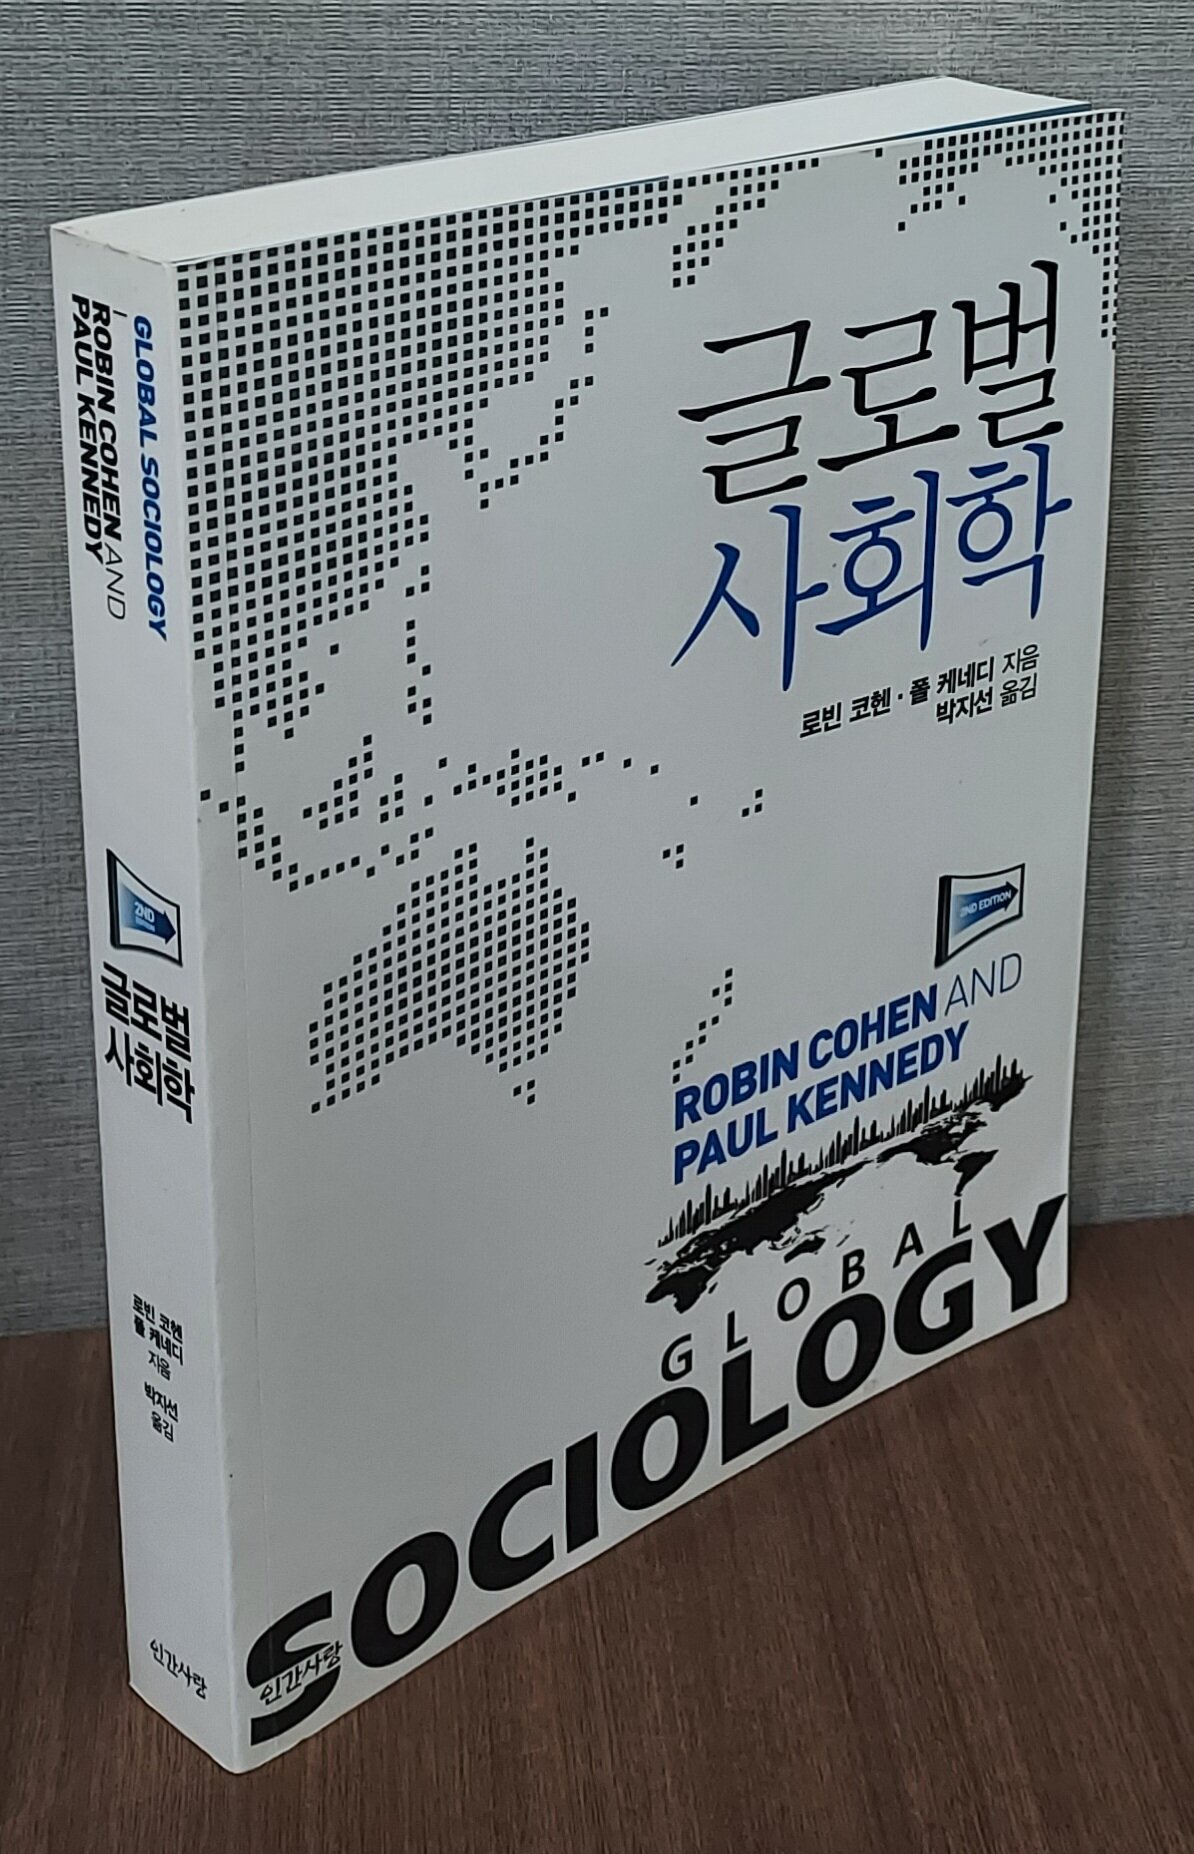 GLOBAL SOCIOLOGY
ROBIN COHEN AND
PAUL KENNEDY
2ND
EDITION
글로벌
사회학
로빈 코헨
폴 케네디
지음
박지선
옮김
인간사랑
글로벌
사회학
로빈 코헨 · 폴 케네디 지음
박지선 옮김
2ND EDITION
ROBIN COHEN AND
PAUL KENNEDY
GLOBAL
SOCIOLOGY
인간사랑